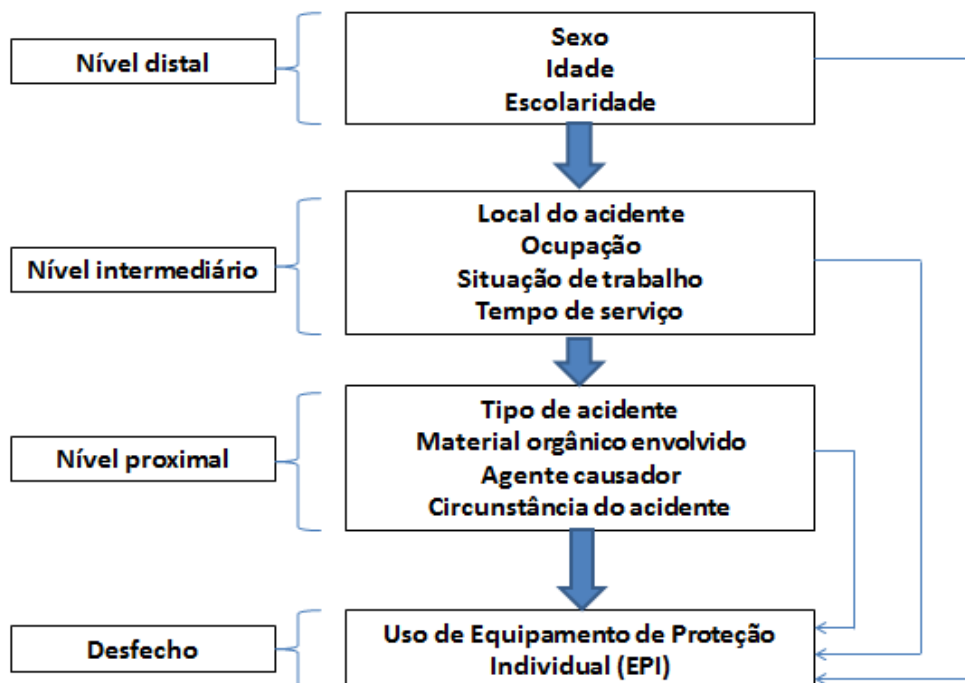 Nível distal
Sexo
Idade
Escolaridade
Nível intermediário
Local do acidente
Ocupação
Situação de trabalho
Tempo de serviço
Nível proximal
Tipo de acidente
Material orgânico envolvido
Agente causador
Circunstância do acidente
Desfecho
Uso de Equipamento de Proteção
Individual (EPI)